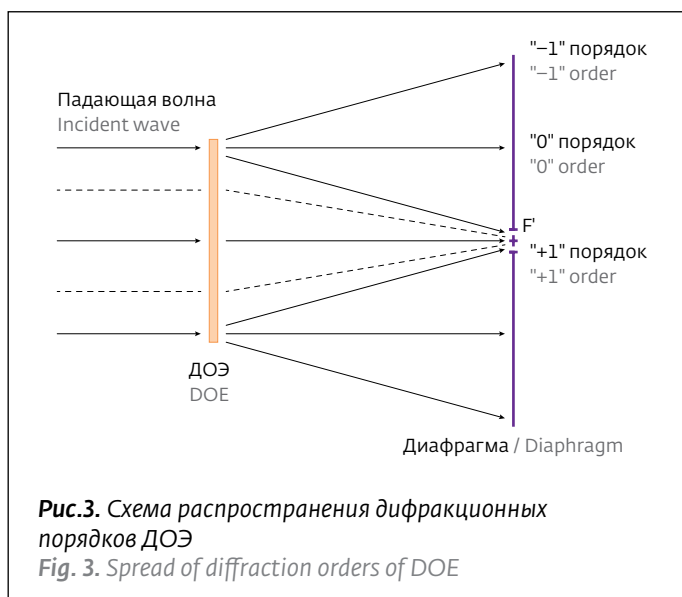 "−1" порядок
"−1" order
Падающая волна
Incident wave
"0" порядок
"0" order
F'
"+1" порядок
"+1" order
ДОЭ
DOE
Диафрагма / Diaphragm
Рис.3. Схема распространения дифракционных
порядков ДОЭ
Fig. 3. Spread of diffraction orders of DOE